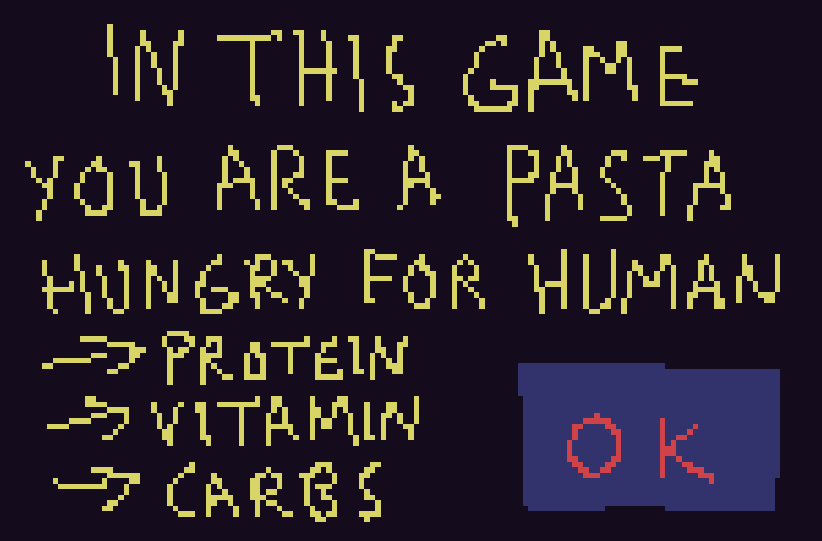 IN THIS GAME
YOU ARE A PASTA
HUNGRY FOR HUMAN
→ PROTEIN
→ VITAMIN
→ CARBS
OK